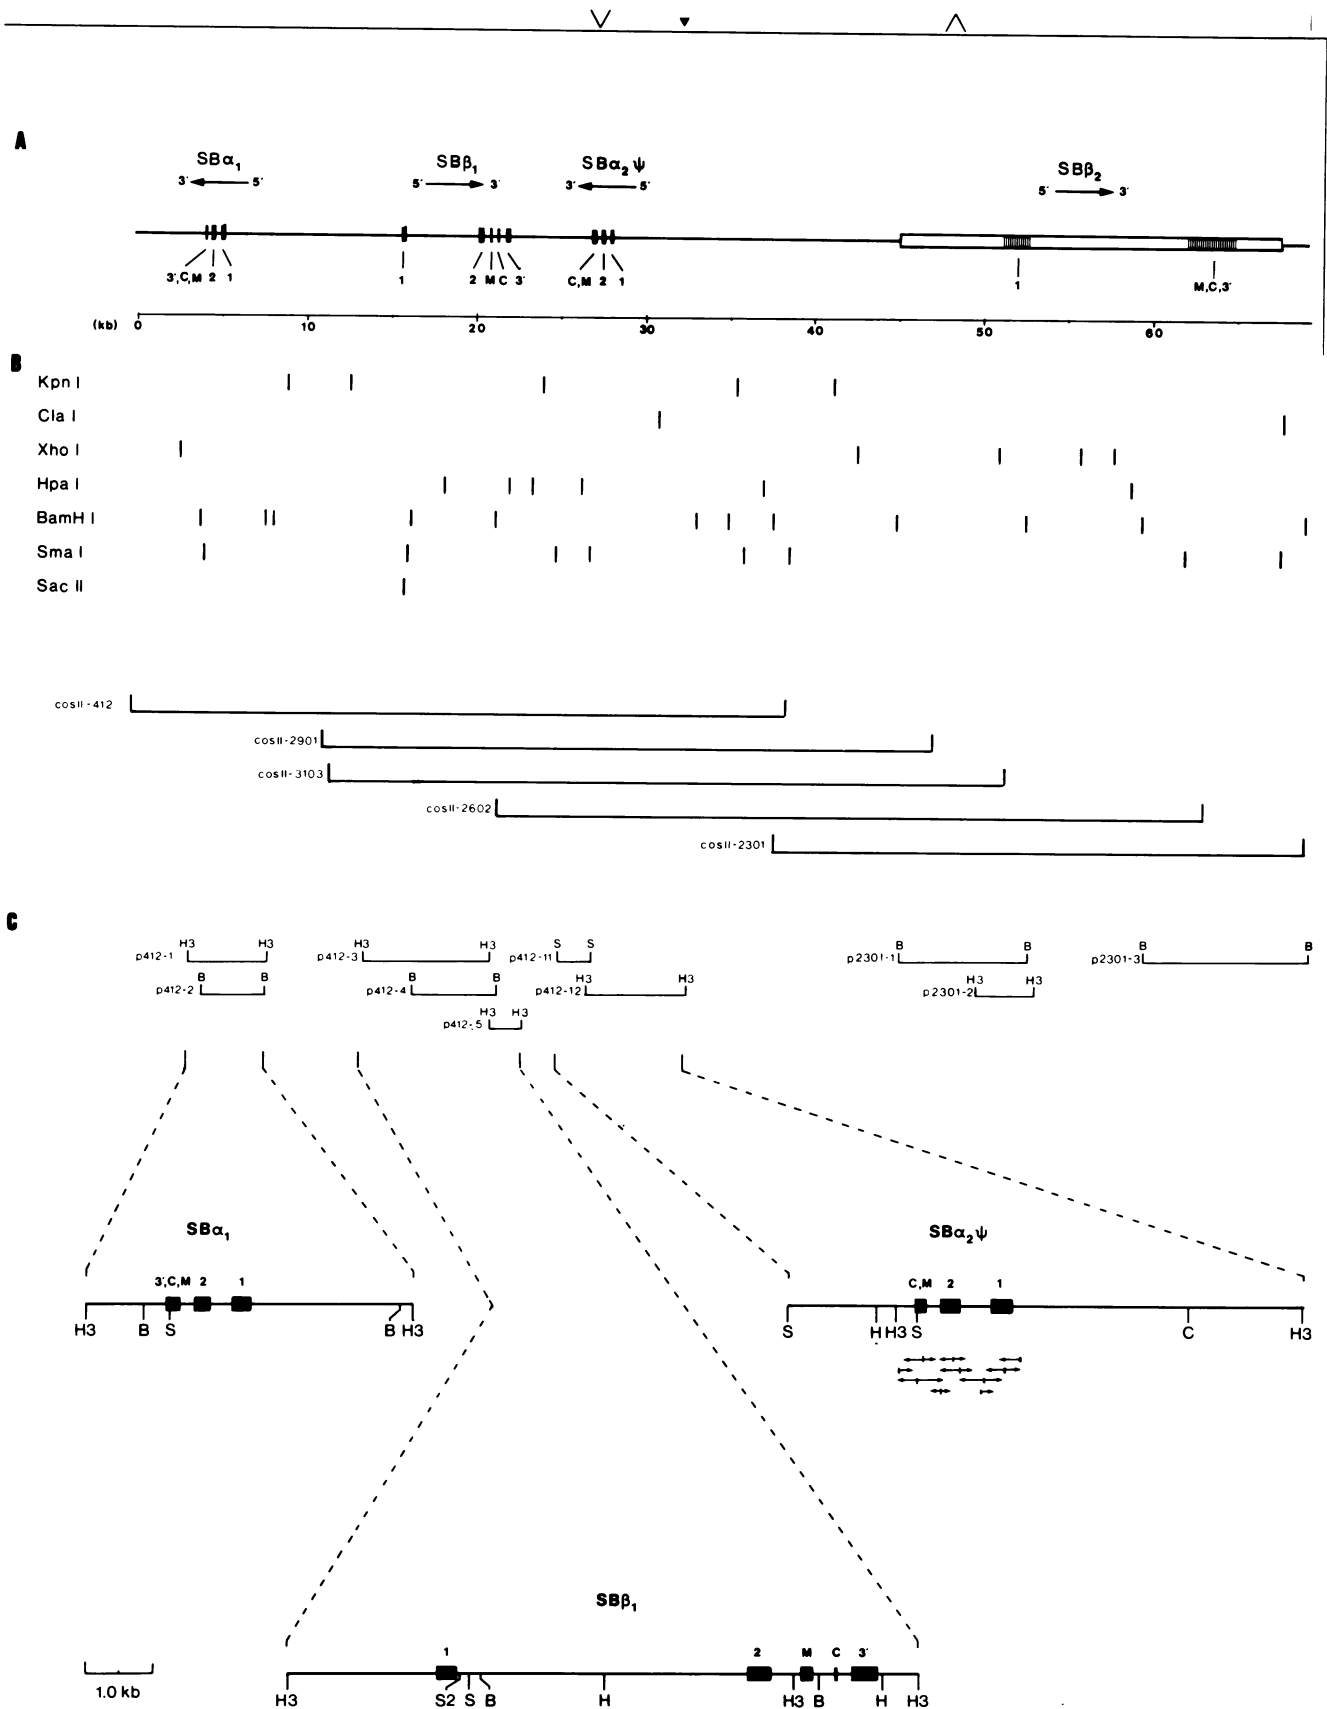 A
SBα₁ SBβ₁ SBα₂ψ SBβ₂
3' 5' 5' 3' 3' 5' 5' 3'
3',C,M 2 1 1 2 M C 3' C,M 2 1 1 M,C,3'
(kb) 0 10 20 30 40 50 60
B
Kpn I
Cla I
Xho I
Hpa I
BamH I
Sma I
Sac II
cosII-412
cosII-2901
cosII-3103
cosII-2602
cosII-2301
C
H3 H3 H3 H3 S S B B B B
p412-1 p412-3 p412-11 p2301-1 p2301-3
B B B B H3 H3 H3 H3
p412-2 p412-4 p412-12 p2301-2
H3 H3
p412-5
SBα₁ SBα₂ψ
3',C,M 2 1 C,M 2 1
H3 B S B H3 S H H3 S C H3
SBβ₁
1 2 M C 3'
1.0 kb
H3 S2 S B H H3 B H H3